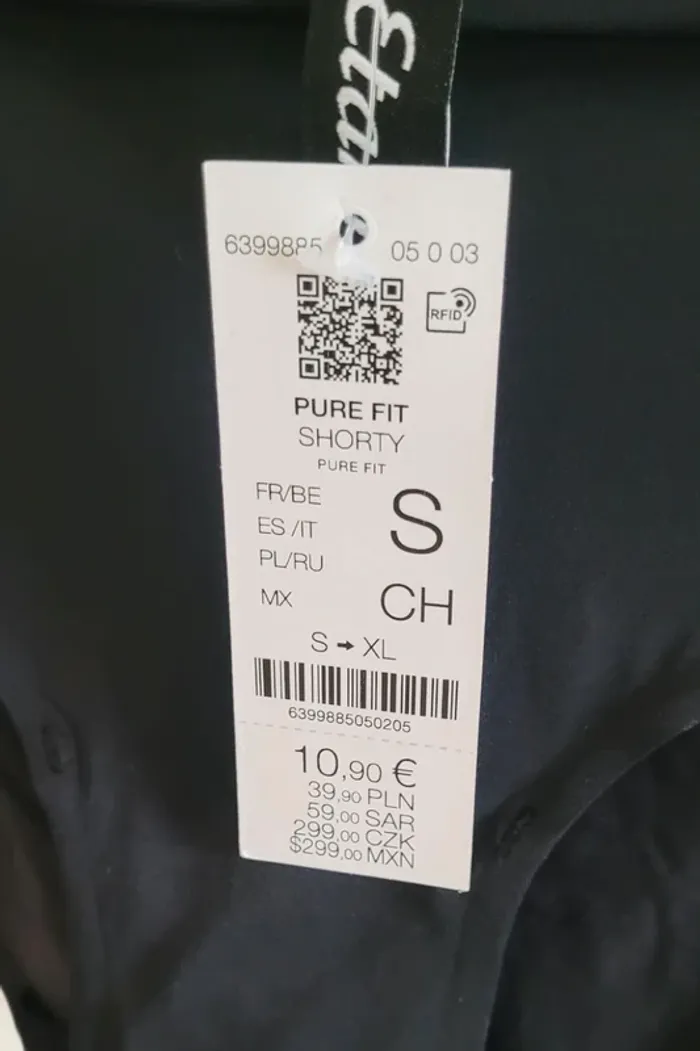 Eta
6399885 05 0 03
RFID
PURE FIT
SHORTY
PURE FIT
FR/BE
ES/IT
PL/RU
S
MX
CH
S → XL
6399885050205
10,90 €
39,90 PLN
59,00 SAR
299,00 CZK
$299,00 MXN